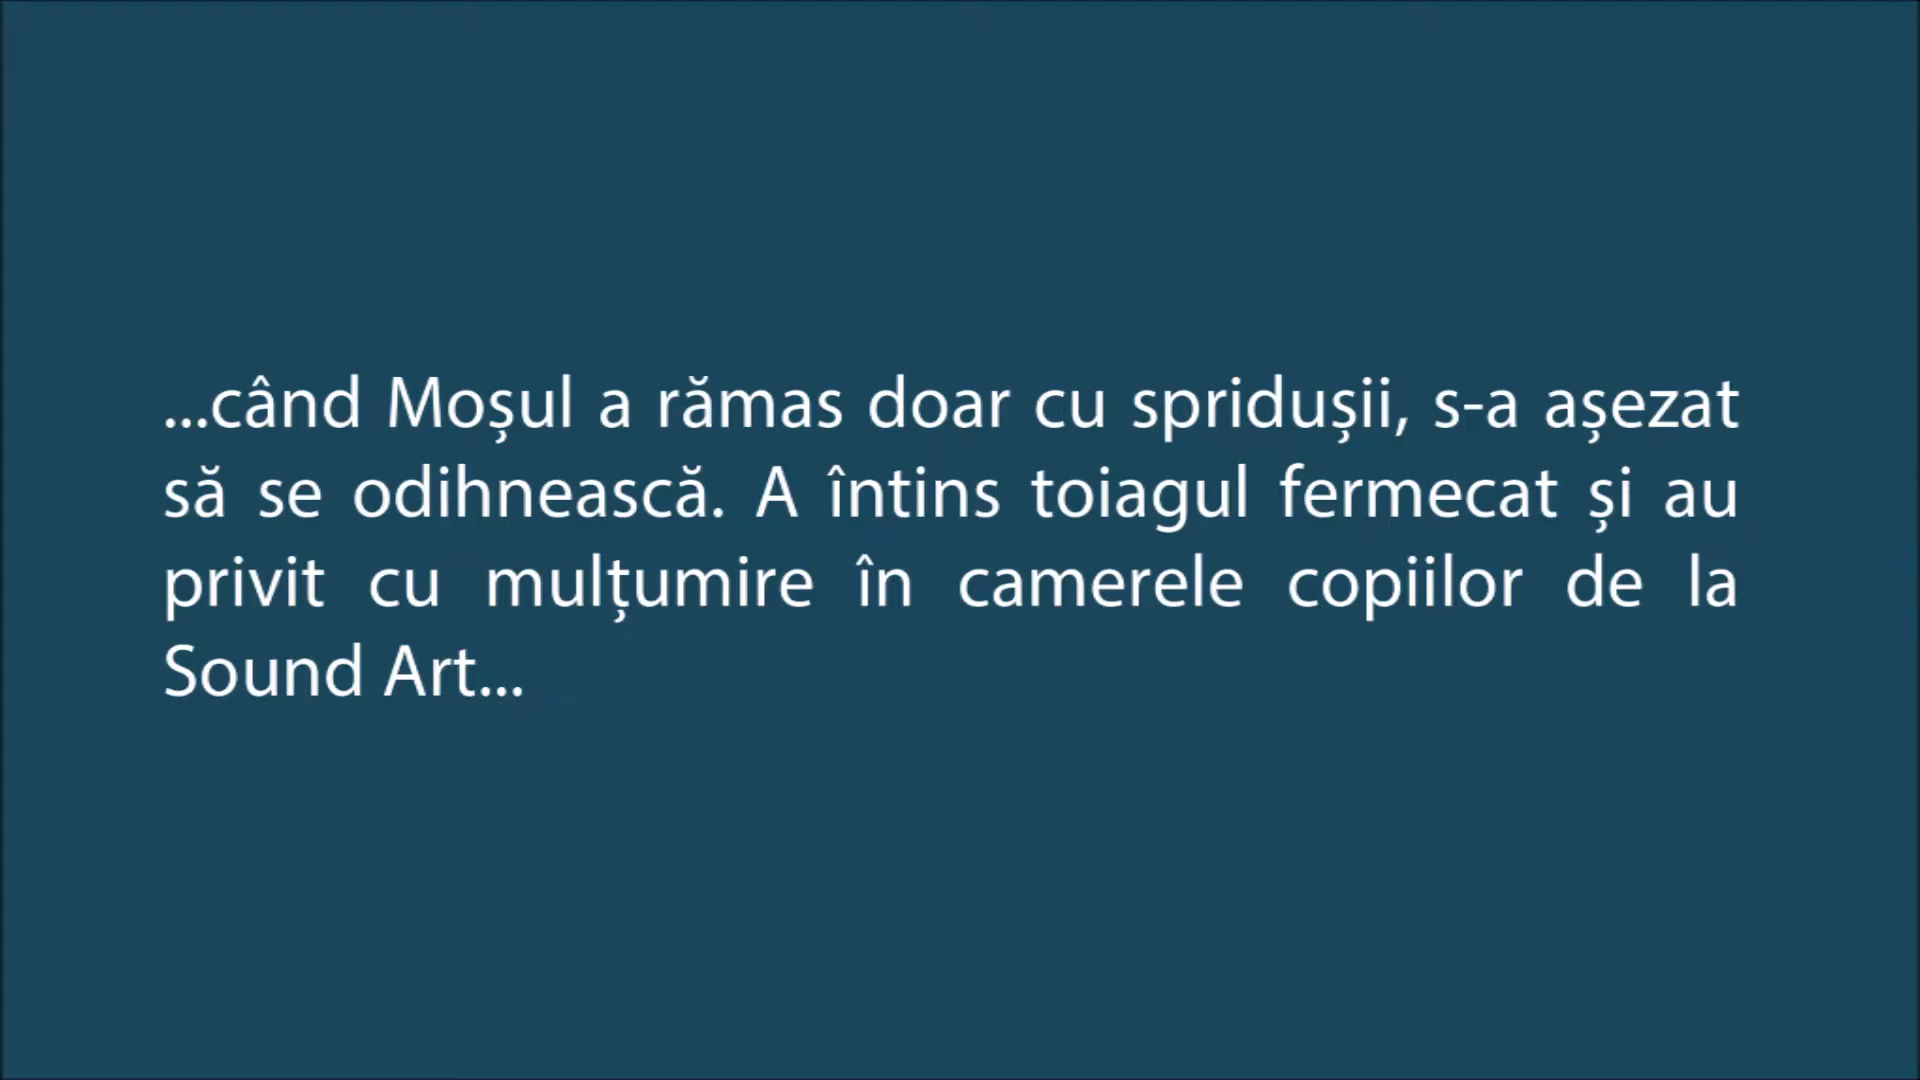 ...când Moșul a rămas doar cu spridușii, s-a așezat
să se odihnească. A întins toiagul fermecat și au
privit cu mulțumire în camerele copiilor de la
Sound Art...